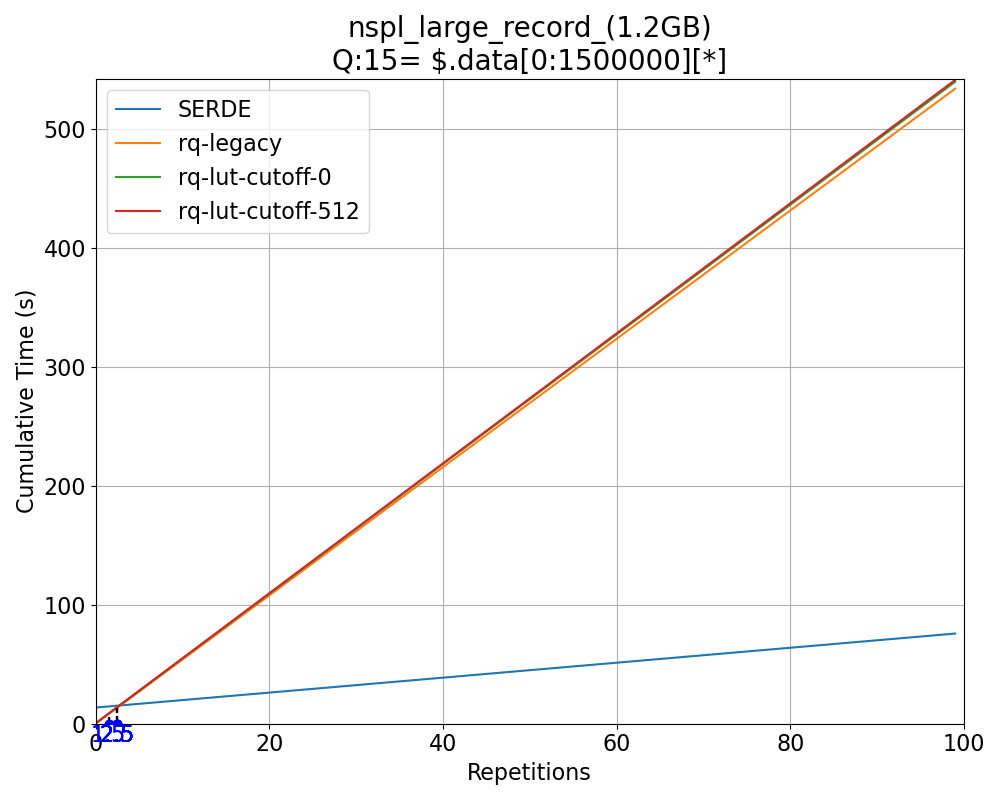 nspl_large_record_(1.2GB)
Q:15= $.data[0:1500000][*]
SERDE
rq-legacy
rq-lut-cutoff-0
rq-lut-cutoff-512
Cumulative Time (s)
500
400
300
200
100
0
0
20
40
60
80
100
Repetitions